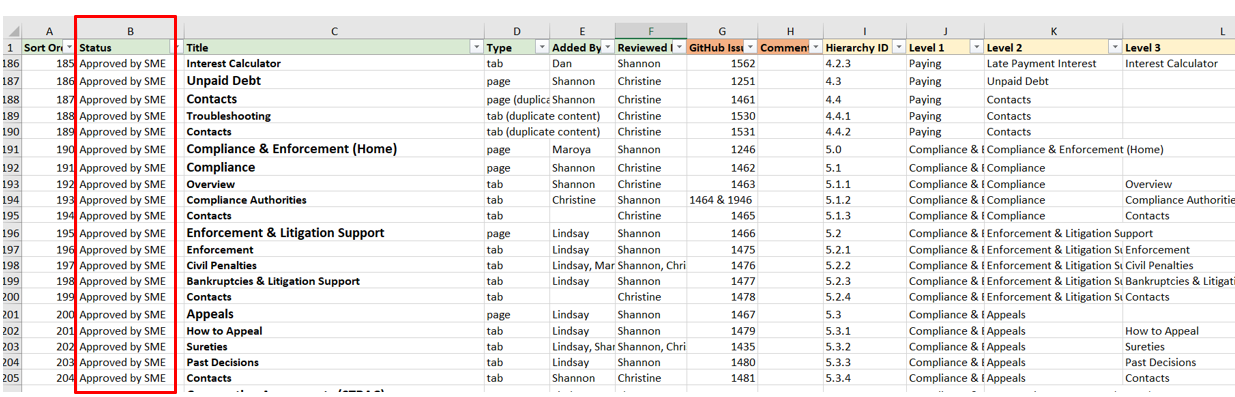 A B C D E F G H I J K L
1 Sort Ord Status Title Type Added By Reviewed GitHub Issu Commen Hierarchy ID Level 1 Level 2 Level 3
186 185 Approved by SME Interest Calculator tab Dan Shannon 1562 4.2.3 Paying Late Payment Interest Interest Calculator
187 186 Approved by SME Unpaid Debt page Shannon Christine 1251 4.3 Paying Unpaid Debt
188 187 Approved by SME Contacts page (duplica Shannon Christine 1461 4.4 Paying Contacts
189 188 Approved by SME Troubleshooting tab (duplicate content) Christine 1530 4.4.1 Paying Contacts
190 189 Approved by SME Contacts tab (duplicate content) Christine 1531 4.4.2 Paying Contacts
191 190 Approved by SME Compliance & Enforcement (Home) page Maroya Shannon 1246 5.0 Compliance & E Compliance & Enforcement (Home)
192 191 Approved by SME Compliance page Shannon Christine 1462 5.1 Compliance & E Compliance
193 192 Approved by SME Overview tab Shannon Christine 1463 5.1.1 Compliance & E Compliance Overview
194 193 Approved by SME Compliance Authorities tab Christine Shannon 1464 & 1946 5.1.2 Compliance & E Compliance Compliance Authoritie
195 194 Approved by SME Contacts tab Christine 1465 5.1.3 Compliance & E Compliance Contacts
196 195 Approved by SME Enforcement & Litigation Support page Lindsay Shannon 1466 5.2 Compliance & E Enforcement & Litigation Support
197 196 Approved by SME Enforcement tab Lindsay Shannon 1475 5.2.1 Compliance & E Enforcement & Litigation Su Enforcement
198 197 Approved by SME Civil Penalties tab Lindsay, Mar Shannon, Chri 1476 5.2.2 Compliance & E Enforcement & Litigation Su Civil Penalties
199 198 Approved by SME Bankruptcies & Litigation Support tab Lindsay Shannon 1477 5.2.3 Compliance & E Enforcement & Litigation Su Bankruptcies & Litigati
200 199 Approved by SME Contacts tab Christine 1478 5.2.4 Compliance & E Enforcement & Litigation Su Contacts
201 200 Approved by SME Appeals page Lindsay Shannon 1467 5.3 Compliance & E Appeals
202 201 Approved by SME How to Appeal tab Lindsay Shannon 1479 5.3.1 Compliance & E Appeals How to Appeal
203 202 Approved by SME Sureties tab Lindsay, Shar Shannon, Chri 1435 5.3.2 Compliance & E Appeals Sureties
204 203 Approved by SME Past Decisions tab Lindsay Shannon 1480 5.3.3 Compliance & E Appeals Past Decisions
205 204 Approved by SME Contacts tab Shannon Christine 1481 5.3.4 Compliance & E Appeals Contacts